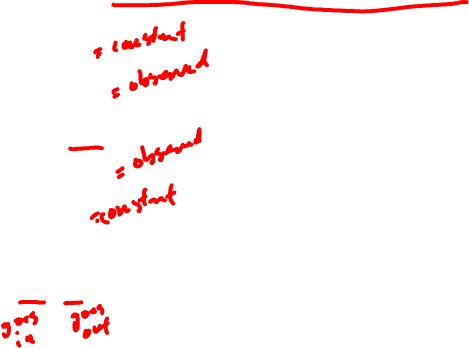 = constant
= observed
= observed
= constant
goes goes
in out